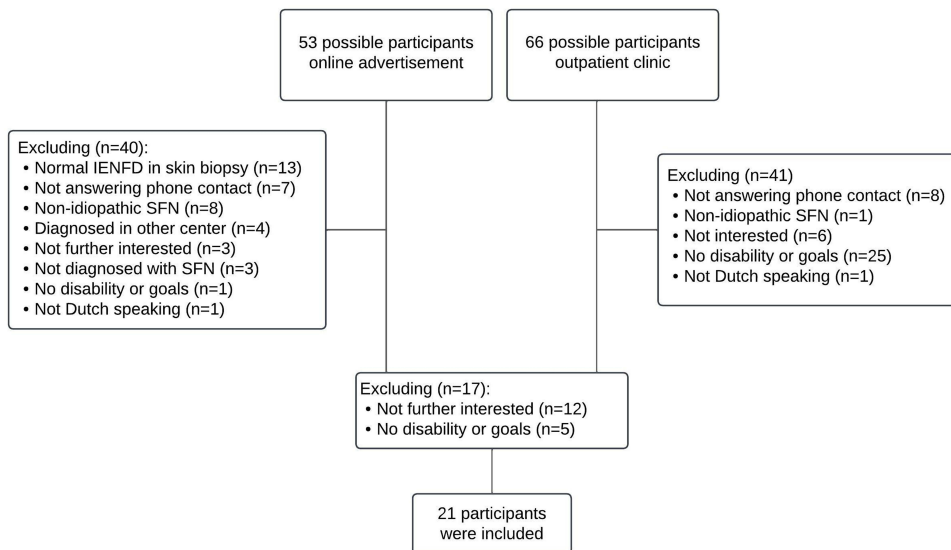 53 possible participants
online advertisement
66 possible participants
outpatient clinic
Excluding (n=40):
• Normal IENFD in skin biopsy (n=13)
• Not answering phone contact (n=7)
• Non-idiopathic SFN (n=8)
• Diagnosed in other center (n=4)
• Not further interested (n=3)
• Not diagnosed with SFN (n=3)
• No disability or goals (n=1)
• Not Dutch speaking (n=1)
Excluding (n=41)
• Not answering phone contact (n=8)
• Non-idiopathic SFN (n=1)
• Not interested (n=6)
• No disability or goals (n=25)
• Not Dutch speaking (n=1)
Excluding (n=17):
• Not further interested (n=12)
• No disability or goals (n=5)
21 participants
were included